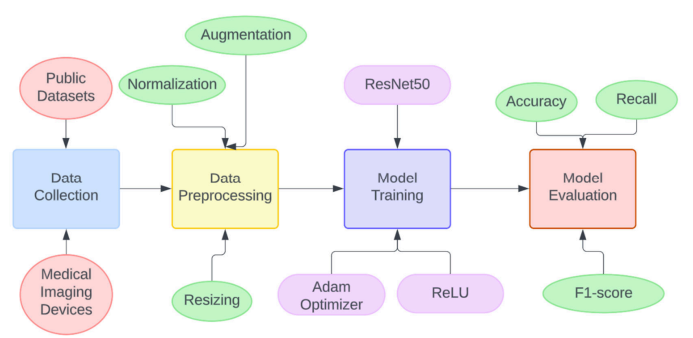 Augmentation
Public
Datasets
Normalization
ResNet50
Accuracy
Recall
Data
Collection
Data
Preprocessing
Model
Training
Model
Evaluation
Medical
Imaging
Devices
Resizing
Adam
Optimizer
ReLU
F1-score